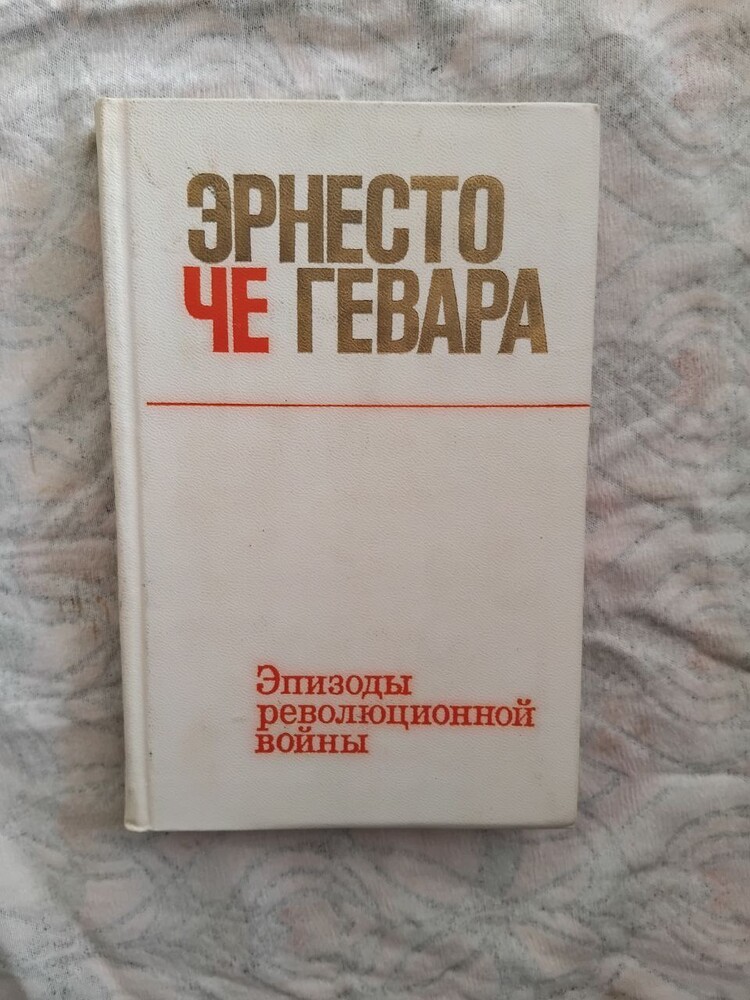 ЭРНЕСТО
ЧЕ ГЕВАРА
Эпизоды
революционной
войны